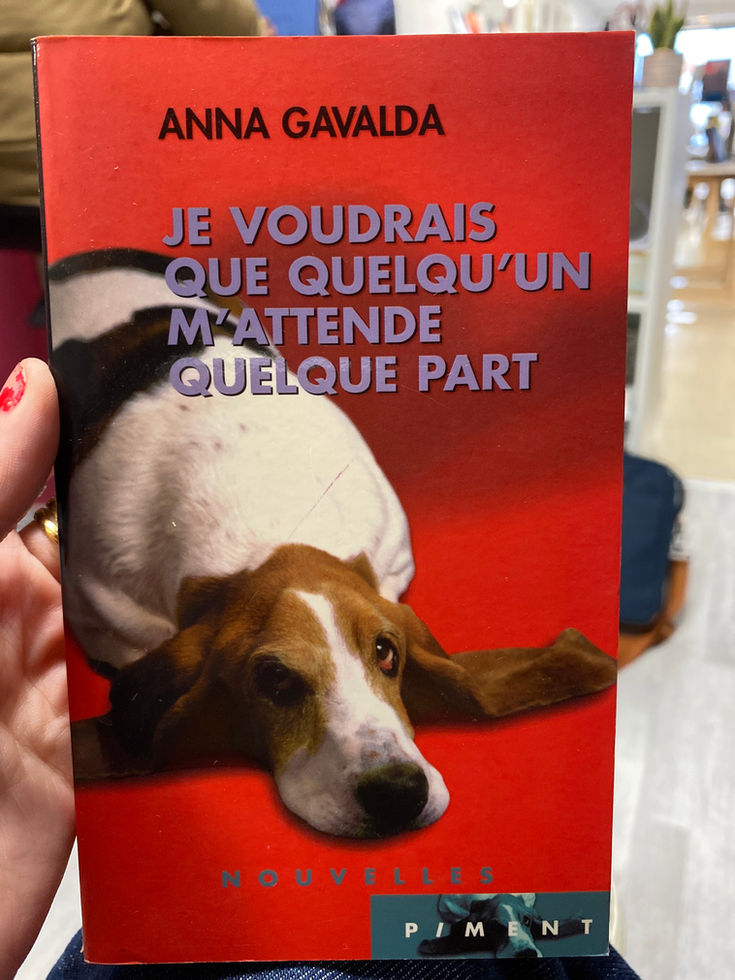 ANNA GAVALDA
JE VOUDRAIS
QUE QUELQU'UN
M'ATTENDE
QUELQUE PART
NOUVELLES
PIMENT